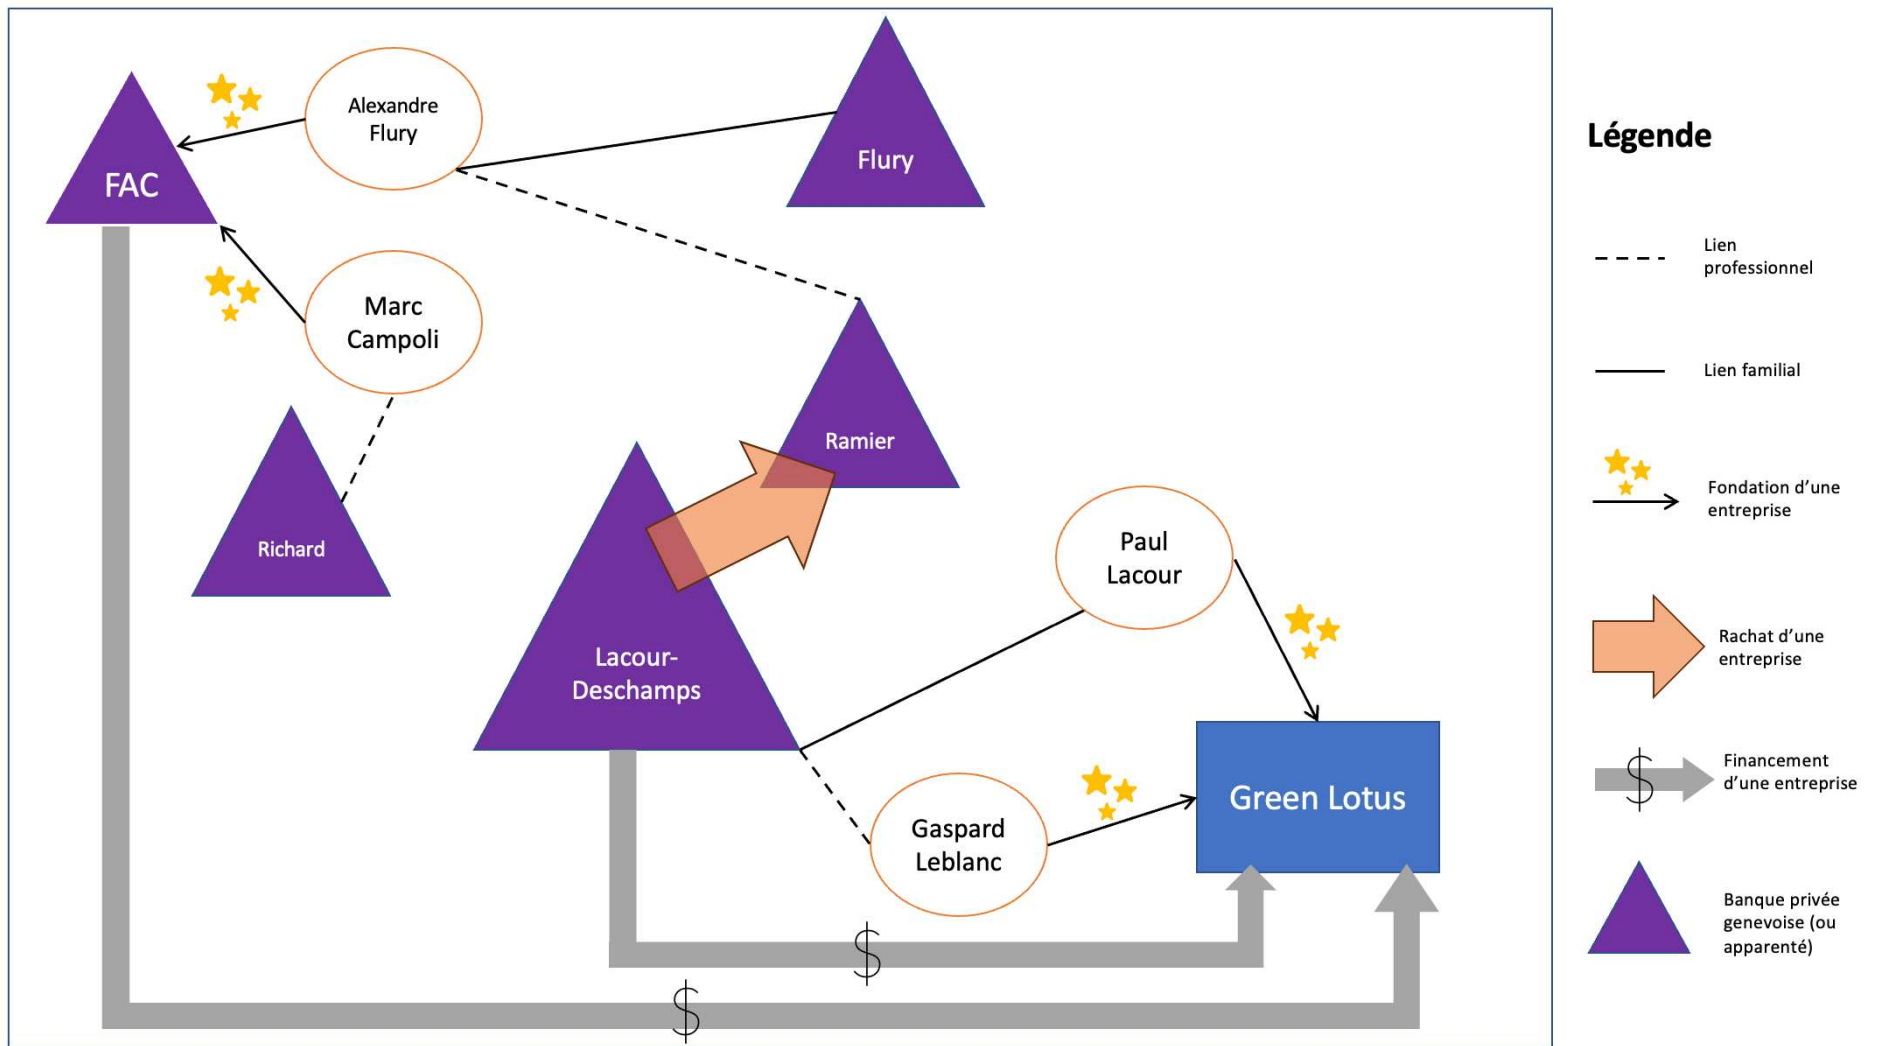 Alexandre
Flury
FAC
Flury
Marc
Campoli
Ramier
Richard
Paul
Lacour
Lacour-
Deschamps
Gaspard
Leblanc
Green Lotus
$
$
Légende
Lien
professionnel
Lien familial
Fondation d’une
entreprise
Rachat d’une
entreprise
$
Financement
d’une entreprise
Banque privée
genevoise (ou
apparenté)